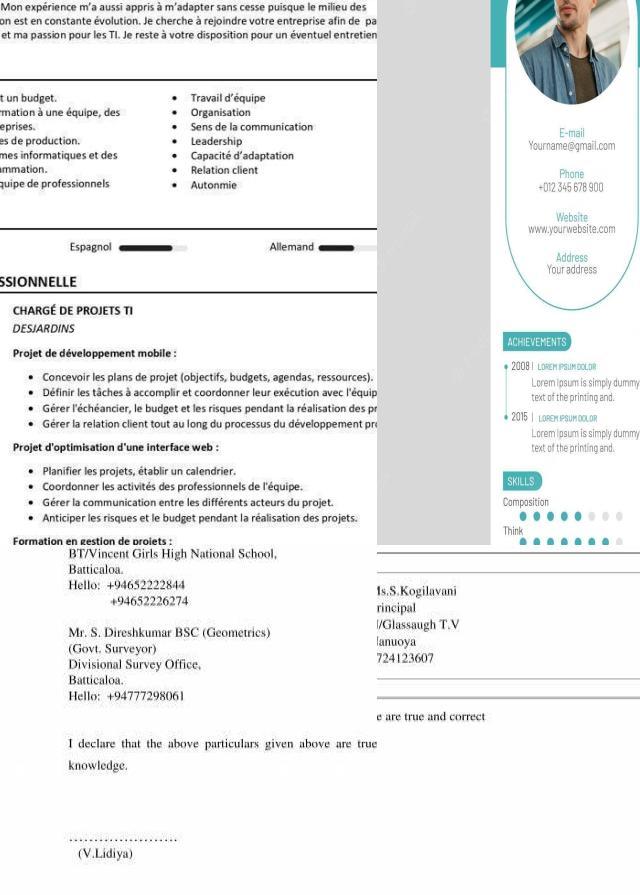 Mon expérience m'a aussi appris à m'adapter sans cesse puisque le milieu des
on est en constante évolution. Je cherche à rejoindre votre entreprise afin de pa
et ma passion pour les TI. Je reste à votre disposition pour un éventuel entretien
t un budget.
rmation à une équipe, des
eprises.
es de production.
mes informatiques et des
ammation.
quipe de professionnels
• Travail d'équipe
• Organisation
• Sens de la communication
• Leadership
• Capacité d'adaptation
• Relation client
• Autonmie
Espagnol
Allemand
SSIONNELLE
CHARGÉ DE PROJETS TI
DESJARDINS
Projet de développement mobile :
• Concevoir les plans de projet (objectifs, budgets, agendas, ressources).
• Définir les tâches à accomplir et coordonner leur exécution avec l'équip
• Gérer l'échéancier, le budget et les risques pendant la réalisation des pr
• Gérer la relation client tout au long du processus du développement pro
Projet d'optimisation d'une interface web :
• Planifier les projets, établir un calendrier.
• Coordonner les activités des professionnels de l'équipe.
• Gérer la communication entre les différents acteurs du projet.
• Anticiper les risques et le budget pendant la réalisation des projets.
Formation en gestion de projets :
E-mail
Yourname@gmail.com
Phone
+012 345 678 900
Website
www.yourwebsite.com
Address
Your address
ACHIEVEMENTS
2008 | LOREM IPSUM DOLOR
Lorem Ipsum is simply dummy
text of the printing and.
2015 | LOREM IPSUM DOLOR
Lorem Ipsum is simply dummy
text of the printing and.
SKILLS
Composition
Think
BT/Vincent Girls High National School,
Batticaloa.
Hello: +94652222844
+94652226274
Mr. S. Direshkumar BSC (Geometrics)
(Govt. Surveyor)
Divisional Survey Office,
Batticaloa.
Hello: +94777298061
I declare that the above particulars given above are true
knowledge.
......................
(V.Lidiya)
Ms.S.Kogilavani
rincipal
/Glassaugh T.V
anuoya
724123607
e are true and correct